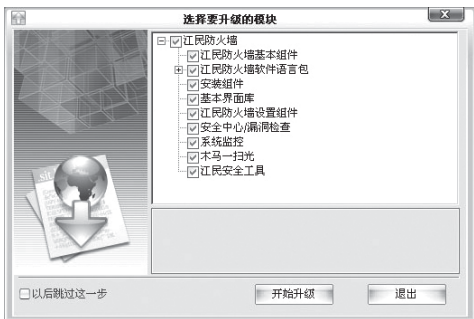 选择要升级的模块
江民防火墙
江民防火墙基本组件
江民防火墙软件语言包
安装组件
基本界面库
江民防火墙设置组件
安全中心/漏洞检查
系统监控
木马一扫光
江民安全工具
以后跳过这一步
开始升级
退出